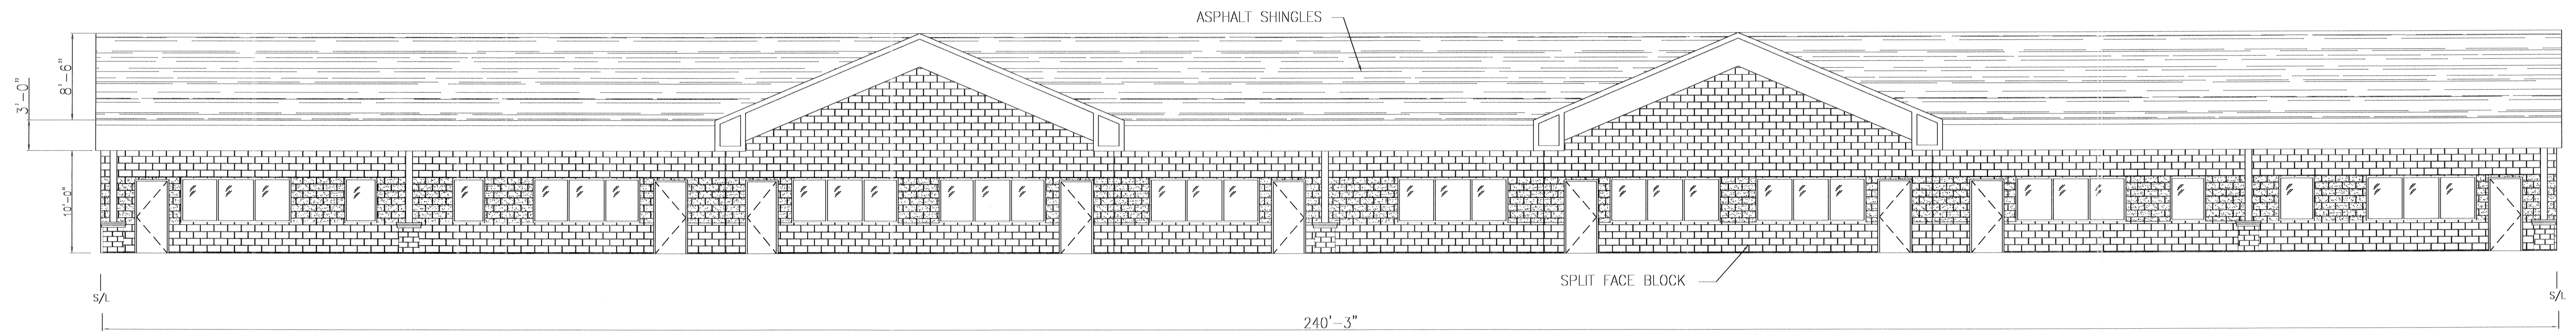 ASPHALT SHINGLES
3'-0"
8'-6"
10'-0"
SPLIT FACE BLOCK
S/L
S/L
240'-3"